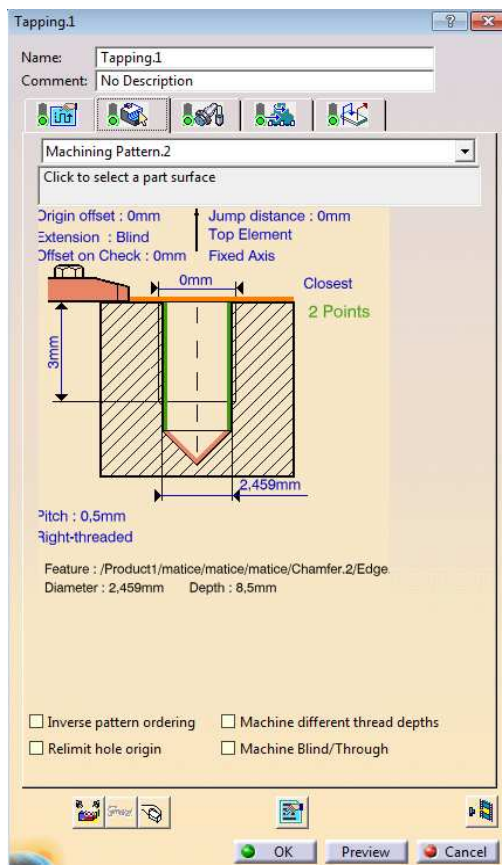 Tapping.1
Name: Tapping.1
Comment: No Description
Machining Pattern.2
Click to select a part surface
Origin offset : 0mm Jump distance : 0mm
Extension : Blind Top Element
Offset on Check : 0mm Fixed Axis
0mm Closest
2 Points
3mm
2,459mm
Pitch : 0,5mm
Right-threaded
Feature : /Product1/matice/matice/matice/Chamfer.2/Edge.
Diameter : 2,459mm Depth : 8,5mm
Inverse pattern ordering Machine different thread depths
Relimit hole origin Machine Blind/Through
OK Preview Cancel